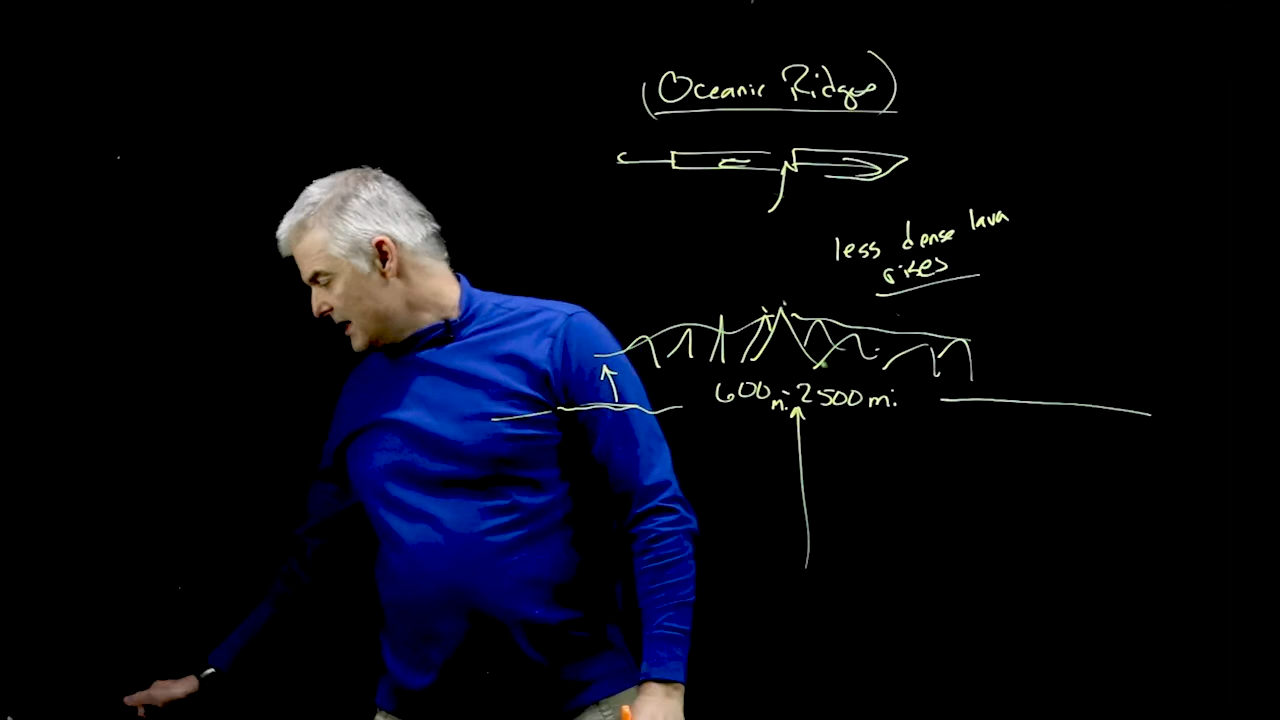 (Oceanic Ridge)
less dense lava
rises
600 mi - 2500 mi